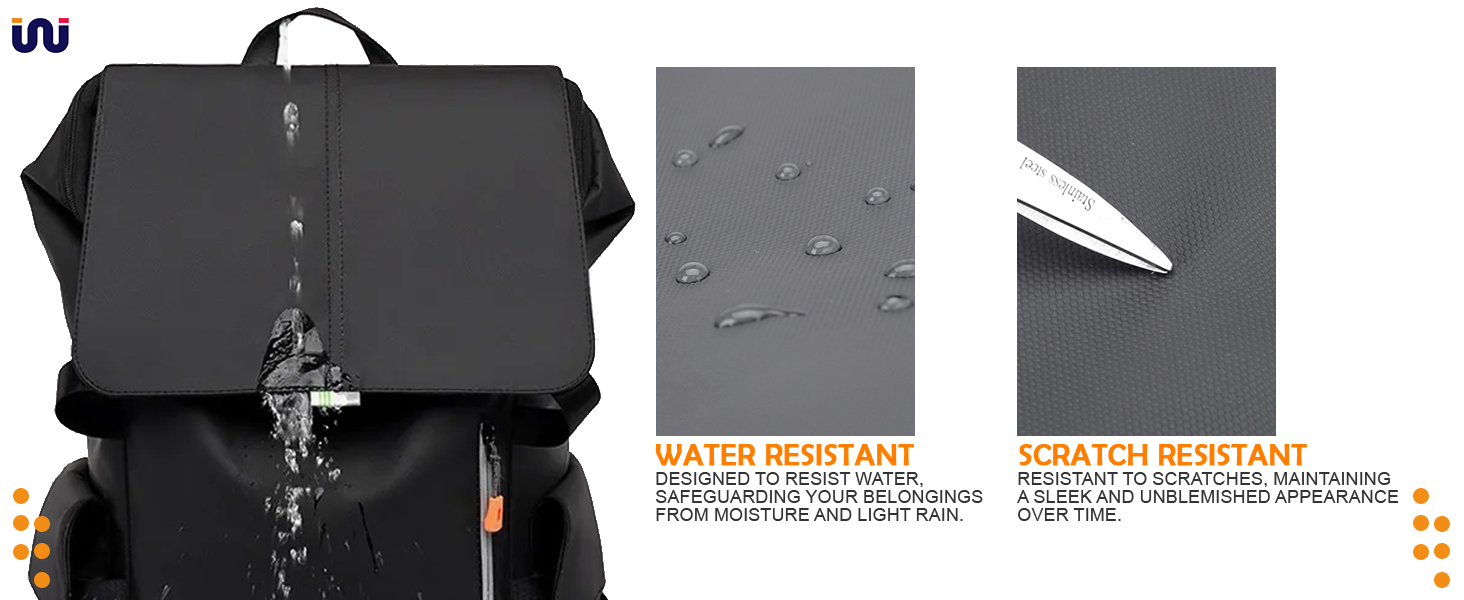 WATER RESISTANT
DESIGNED TO RESIST WATER,
SAFEGUARDING YOUR BELONGINGS
FROM MOISTURE AND LIGHT RAIN.
Stainless steel
SCRATCH RESISTANT
RESISTANT TO SCRATCHES, MAINTAINING
A SLEEK AND UNBLEMISHED APPEARANCE
OVER TIME.